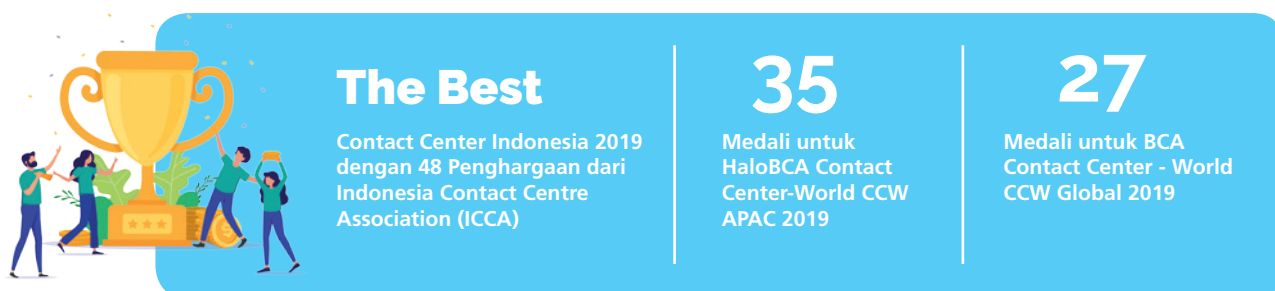 The Best
Contact Center Indonesia 2019
dengan 48 Penghargaan dari
Indonesia Contact Centre
Association (ICCA)
35
Medali untuk
HaloBCA Contact
Center-World CCW
APAC 2019
27
Medali untuk BCA
Contact Center - World
CCW Global 2019